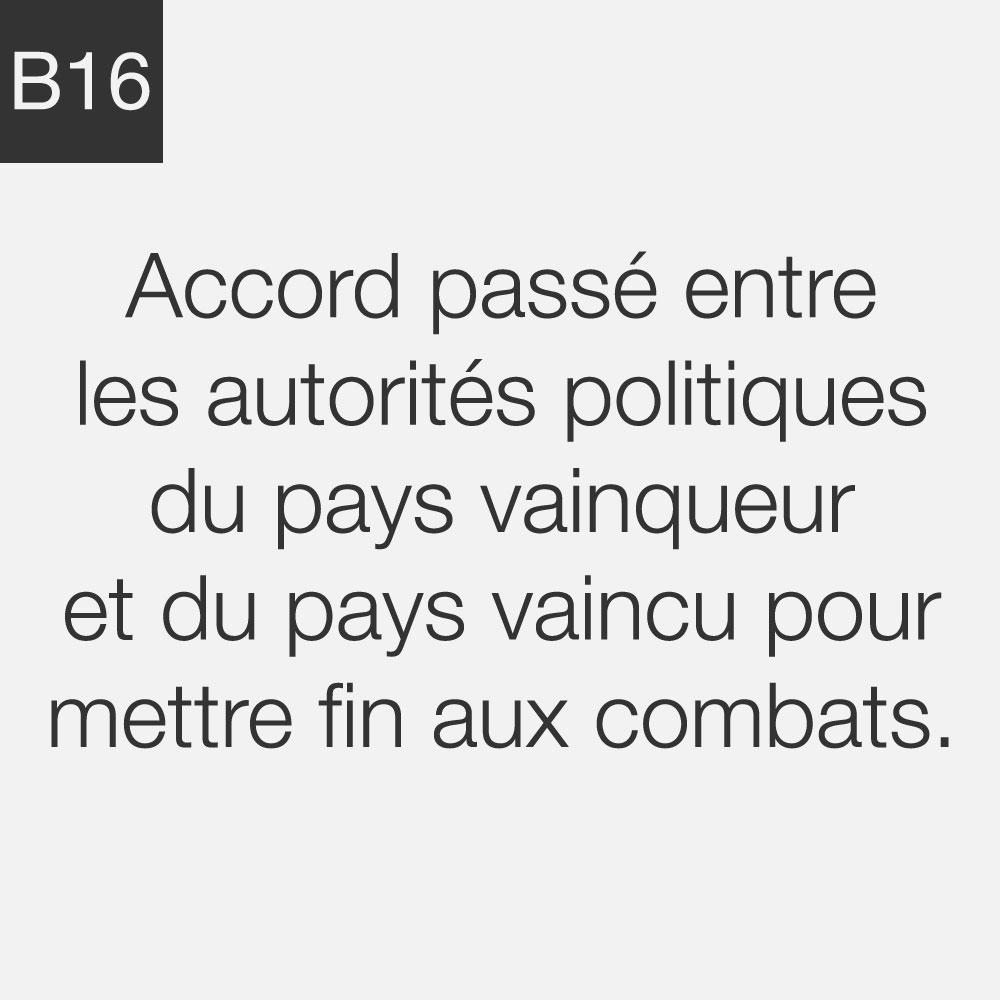 B16
Accord passé entre
les autorités politiques
du pays vainqueur
et du pays vaincu pour
mettre fin aux combats.